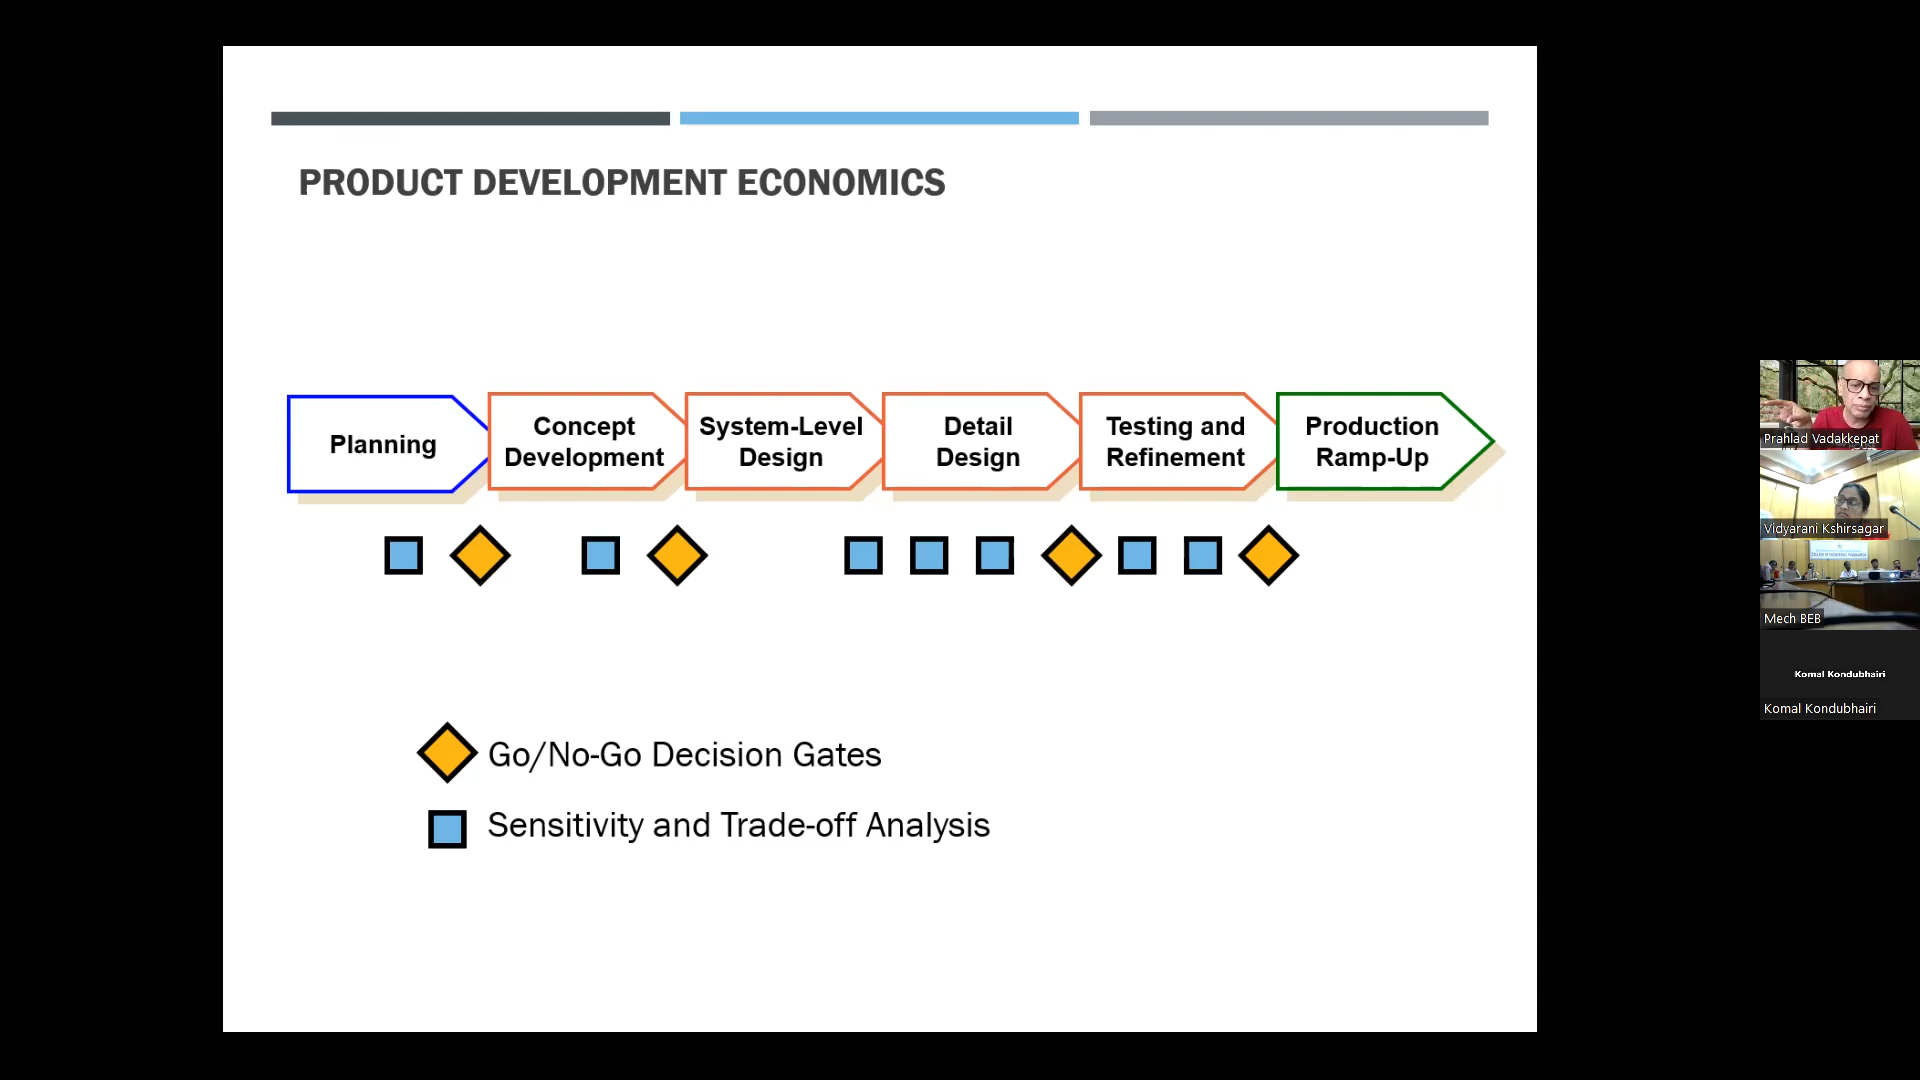 PRODUCT DEVELOPMENT ECONOMICS
Planning
Concept
Development
System-Level
Design
Detail
Design
Testing and
Refinement
Production
Ramp-Up
Go/No-Go Decision Gates
Sensitivity and Trade-off Analysis
Prahlad Vadakkepat
Vidyarani Kshirsagar
Mech BEB
Komal Kondubhairi
Komal Kondubhairi